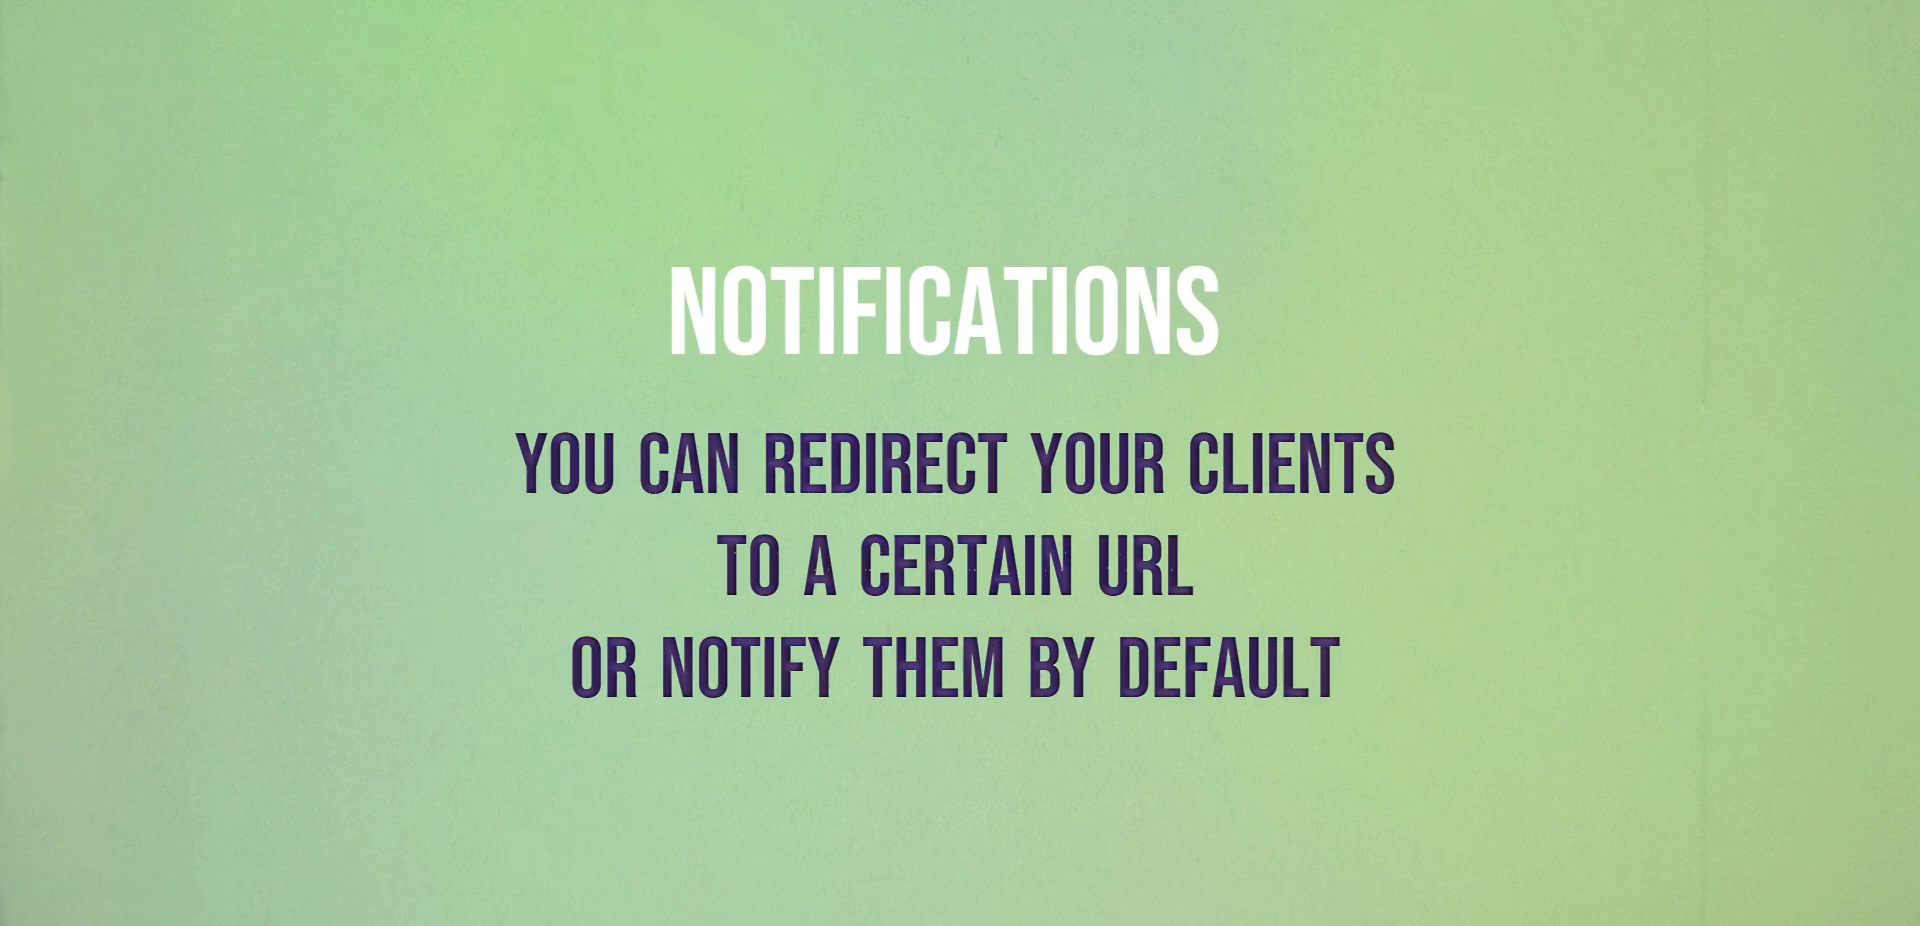 NOTIFICATIONS
YOU CAN REDIRECT YOUR CLIENTS
TO A CERTAIN URL
OR NOTIFY THEM BY DEFAULT